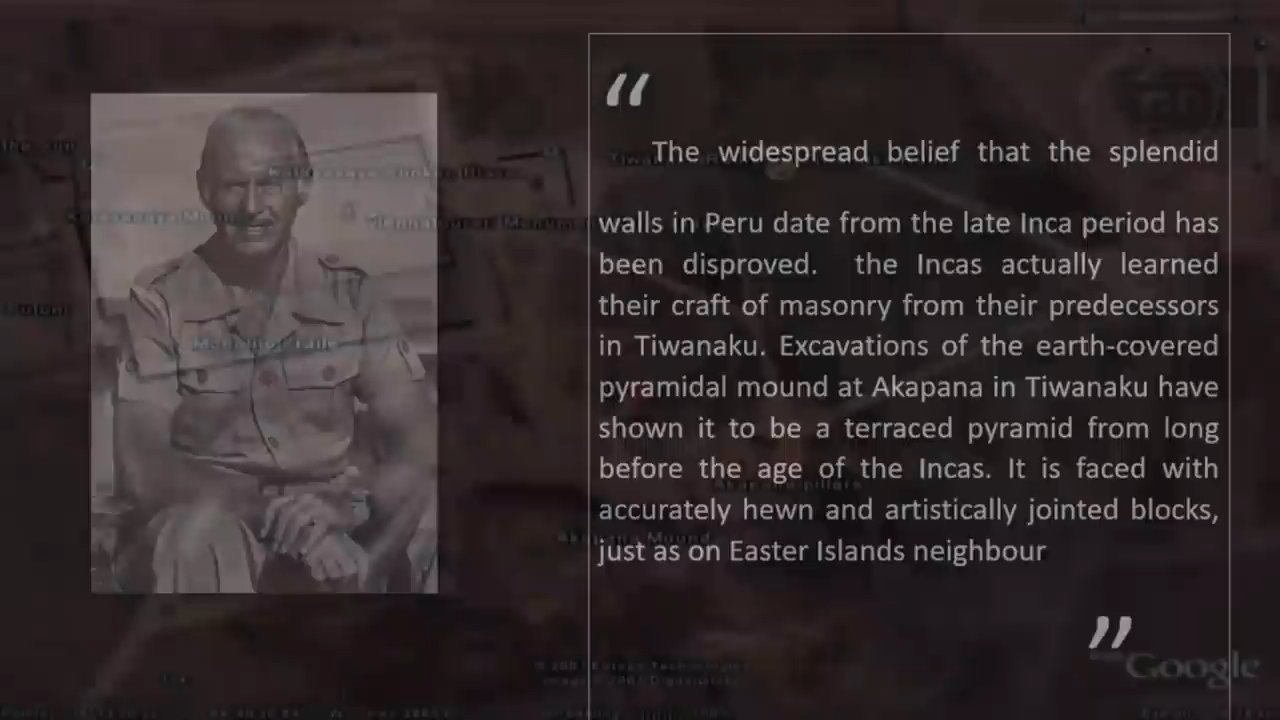 “
The widespread belief that the splendid
walls in Peru date from the late Inca period has
been disproved. the Incas actually learned
their craft of masonry from their predecessors
in Tiwanaku. Excavations of the earth-covered
pyramidal mound at Akapana in Tiwanaku have
shown it to be a terraced pyramid from long
before the age of the Incas. It is faced with
accurately hewn and artistically jointed blocks,
just as on Easter Islands neighbour
”
Google